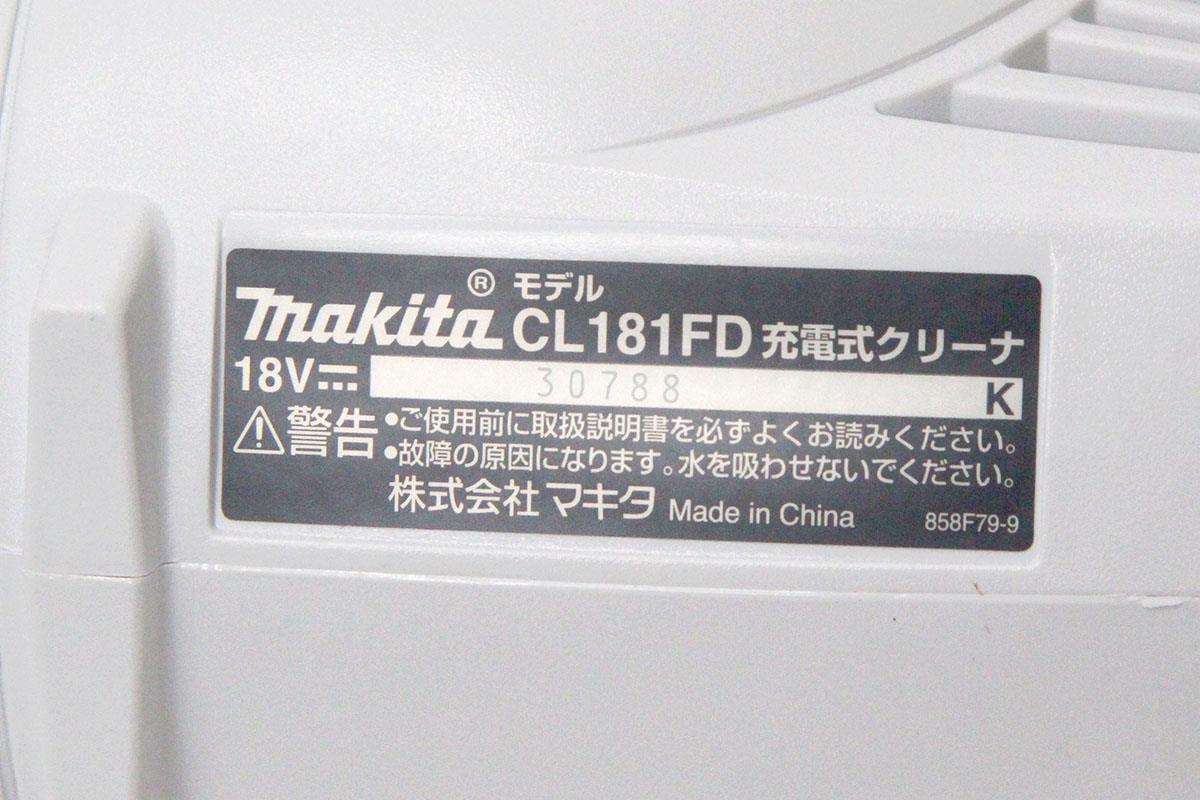 makita® モデル CL181FD 充電式クリーナ
18V⎓ 30788 K
⚠警告 •ご使用前に取扱説明書を必ずよくお読みください。
•故障の原因になります。水を吸わせないでください。
株式会社 マキタ Made in China 858F79-9